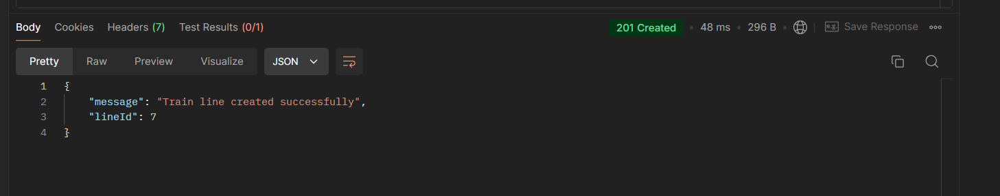 Body Cookies Headers (7) Test Results (0/1) 201 Created • 48 ms • 296 B e.g. Save Response
Pretty Raw Preview Visualize JSON
1 {
2 "message": "Train line created successfully",
3 "lineId": 7
4 }